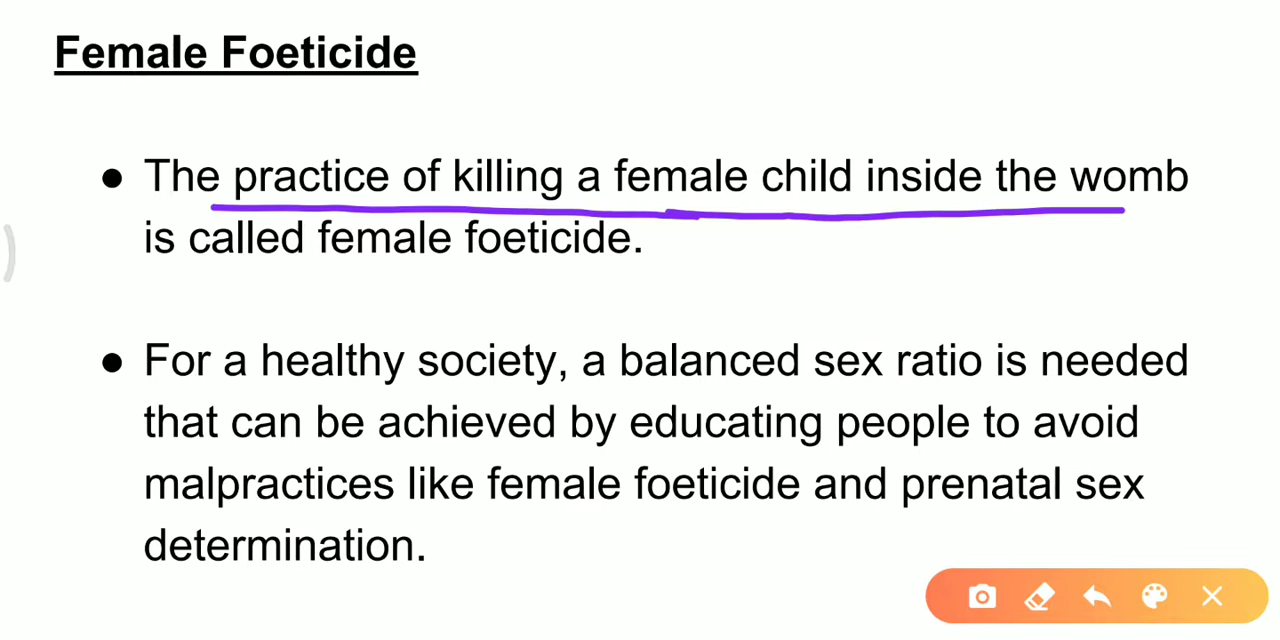 Female Foeticide
● The practice of killing a female child inside the womb
is called female foeticide.
● For a healthy society, a balanced sex ratio is needed
that can be achieved by educating people to avoid
malpractices like female foeticide and prenatal sex
determination.